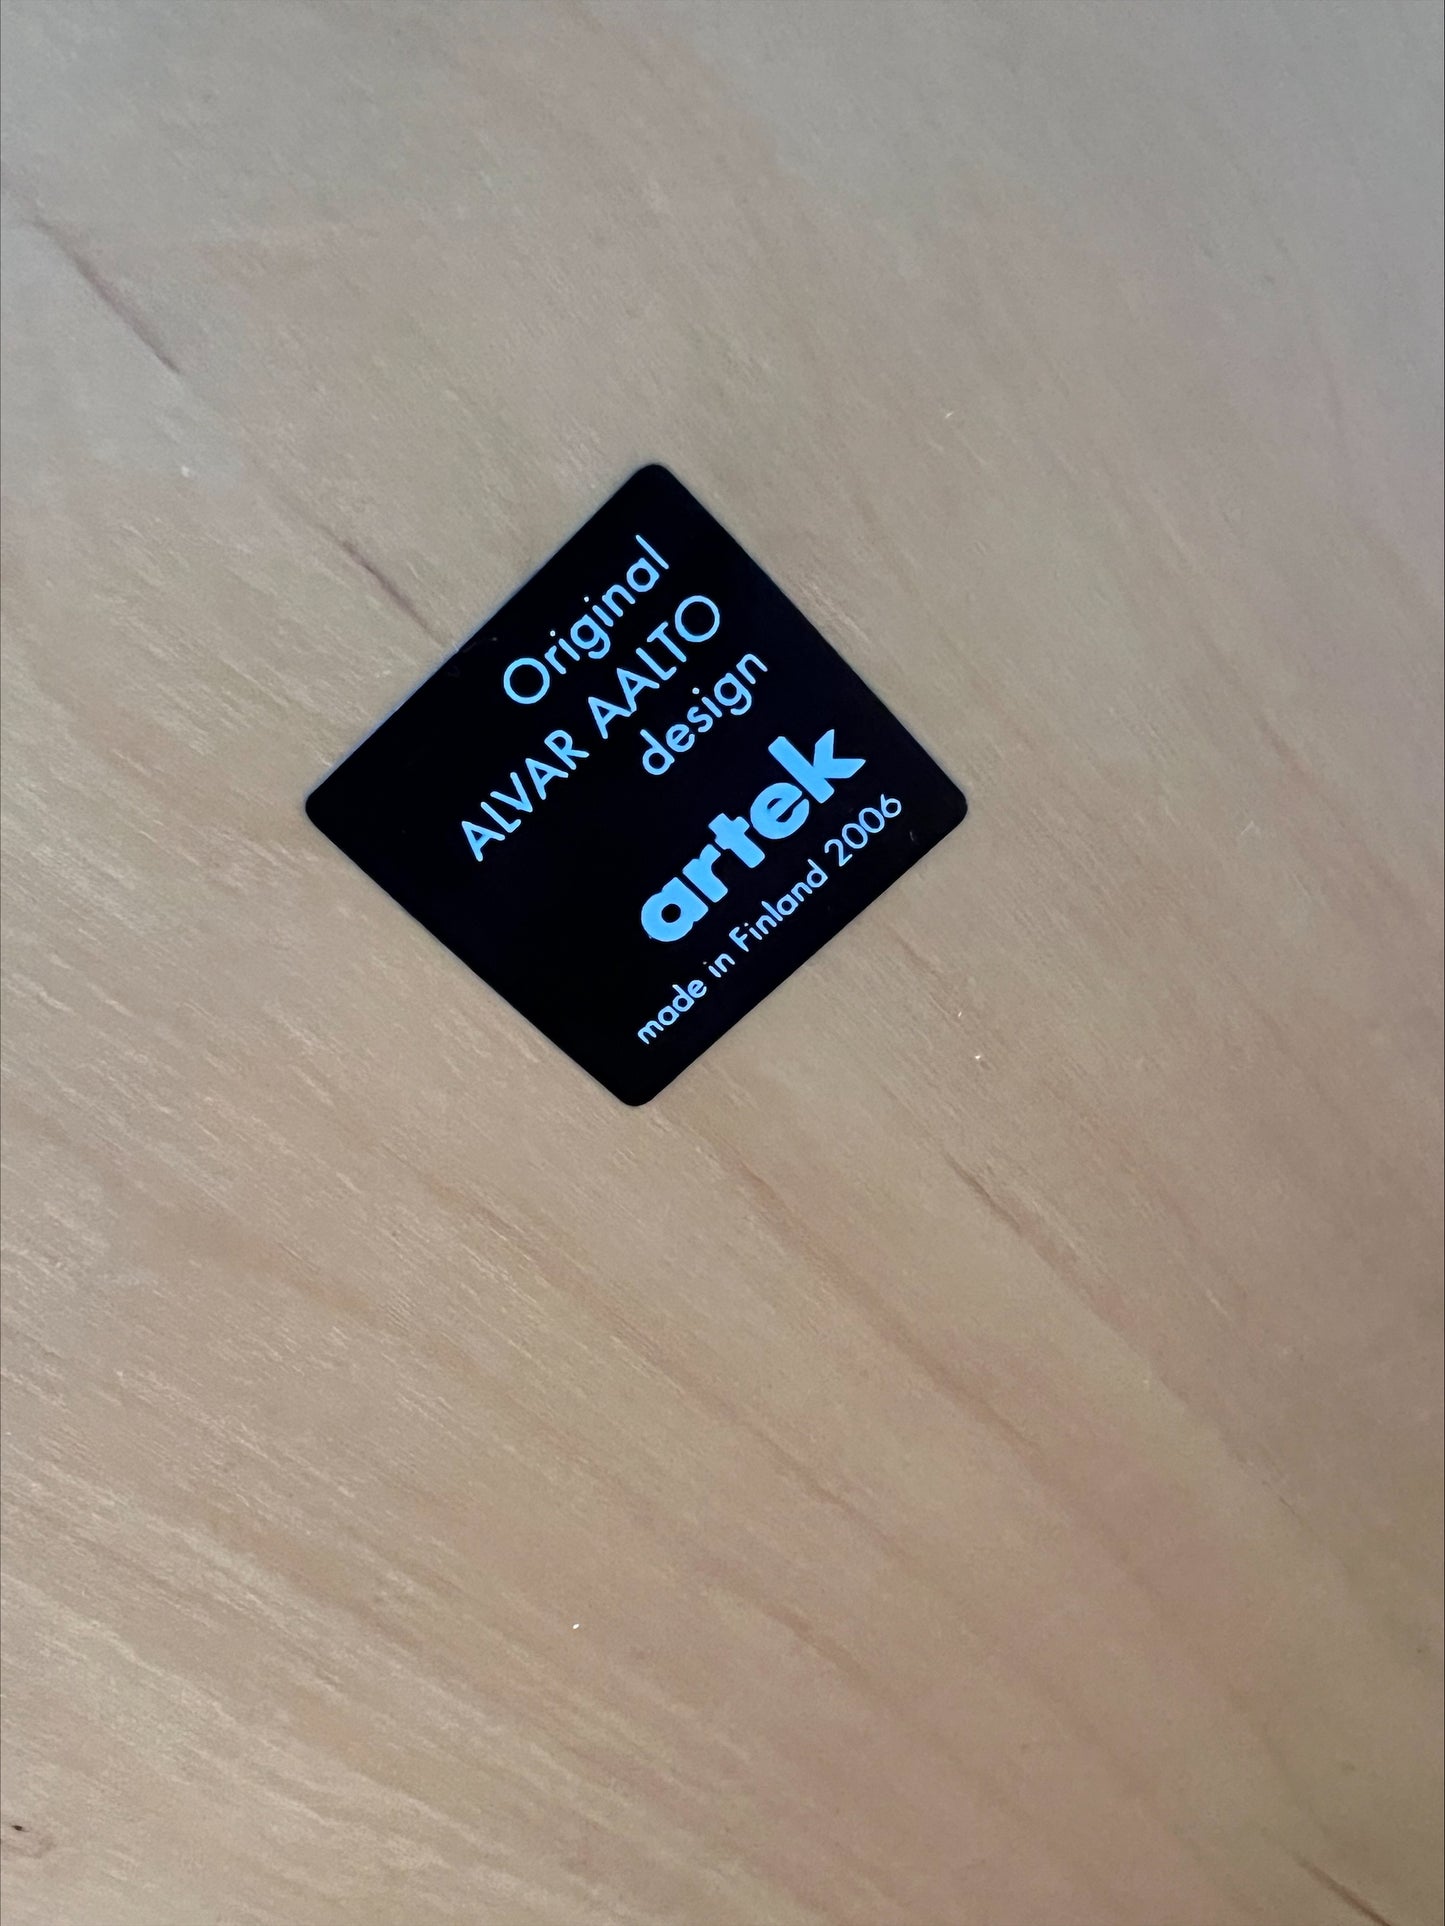 Original
ALVAR AALTO
design
artek
made in Finland 2006